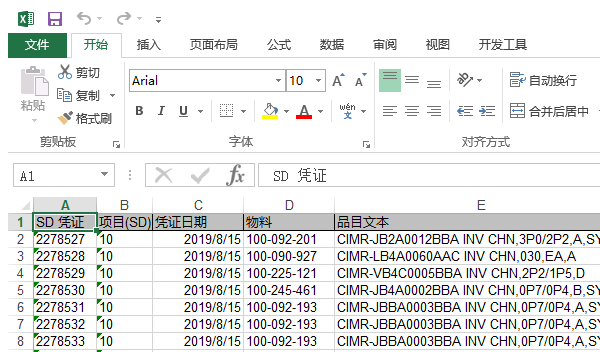 文件 开始 插入 页面布局 公式 数据 审阅 视图 开发工具
剪切
复制
格式刷
粘贴
Arial 10 A A
B I U A wén 文
自动换行
合并后居中
剪贴板 字体 对齐方式
A1 fx SD 凭证
A B C D E
1 SD 凭证 项目(SD) 凭证日期 物料 品目文本
2 2278527 10 2019/8/15 100-092-201 CIMR-JB2A0012BBA INV CHN,3P0/2P2,A,SY
3 2278528 10 2019/8/15 100-090-927 CIMR-LB4A0060AAC INV CHN,030,EA,A
4 2278529 10 2019/8/15 100-225-121 CIMR-VB4C0005BBA INV CHN,2P2/1P5,D
5 2278530 10 2019/8/15 100-245-461 CIMR-JB4A0002BBA INV CHN,0P7/0P4,B,SY
6 2278531 10 2019/8/15 100-092-193 CIMR-JBBA0003BBA INV CHN,0P7/0P4,A,SY
7 2278532 10 2019/8/15 100-092-193 CIMR-JBBA0003BBA INV CHN,0P7/0P4,A,SY
8 2278533 10 2019/8/15 100-092-193 CIMR-JBBA0003BBA INV CHN,0P7/0P4,A,SY